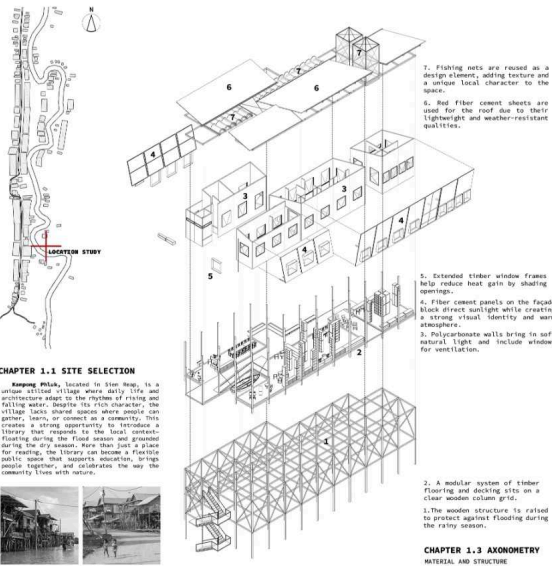 N
LOCATION STUDY
CHAPTER 1.1 SITE SELECTION
Kampong Phluk, located in Siem Reap, is a
unique stilted village where daily life and
architecture adapt to the rhythms of rising and
falling water. Despite its rich character, the
village lacks shared spaces where people can
gather, learn, or connect as a community. This
creates a strong opportunity to introduce a
library that responds to the local context-
floating during the flood season and grounded
during the dry season. More than just a place
for reading, the library can become a flexible
public space that supports education, brings
people together, and celebrates the way the
community lives with nature.
7
7
6
6
7
4
3
3
4
4
5
2
1
7. Fishing nets are reused as a
design element, adding texture and
a unique local character to the
space.
6. Red fiber cement sheets are
used for the roof due to their
lightweight and weather-resistant
qualities.
5. Extended timber window frames
help reduce heat gain by shading
openings.
4. Fiber cement panels on the façad
block direct sunlight while creatin
a strong visual identity and war
atmosphere.
3. Polycarbonate walls bring in sof
natural light and include window
for ventilation.
2. A modular system of timber
flooring and decking sits on a
clear wooden column grid.
1.The wooden structure is raised
to protect against flooding during
the rainy season.
CHAPTER 1.3 AXONOMETRY
MATERIAL AND STRUCTURE